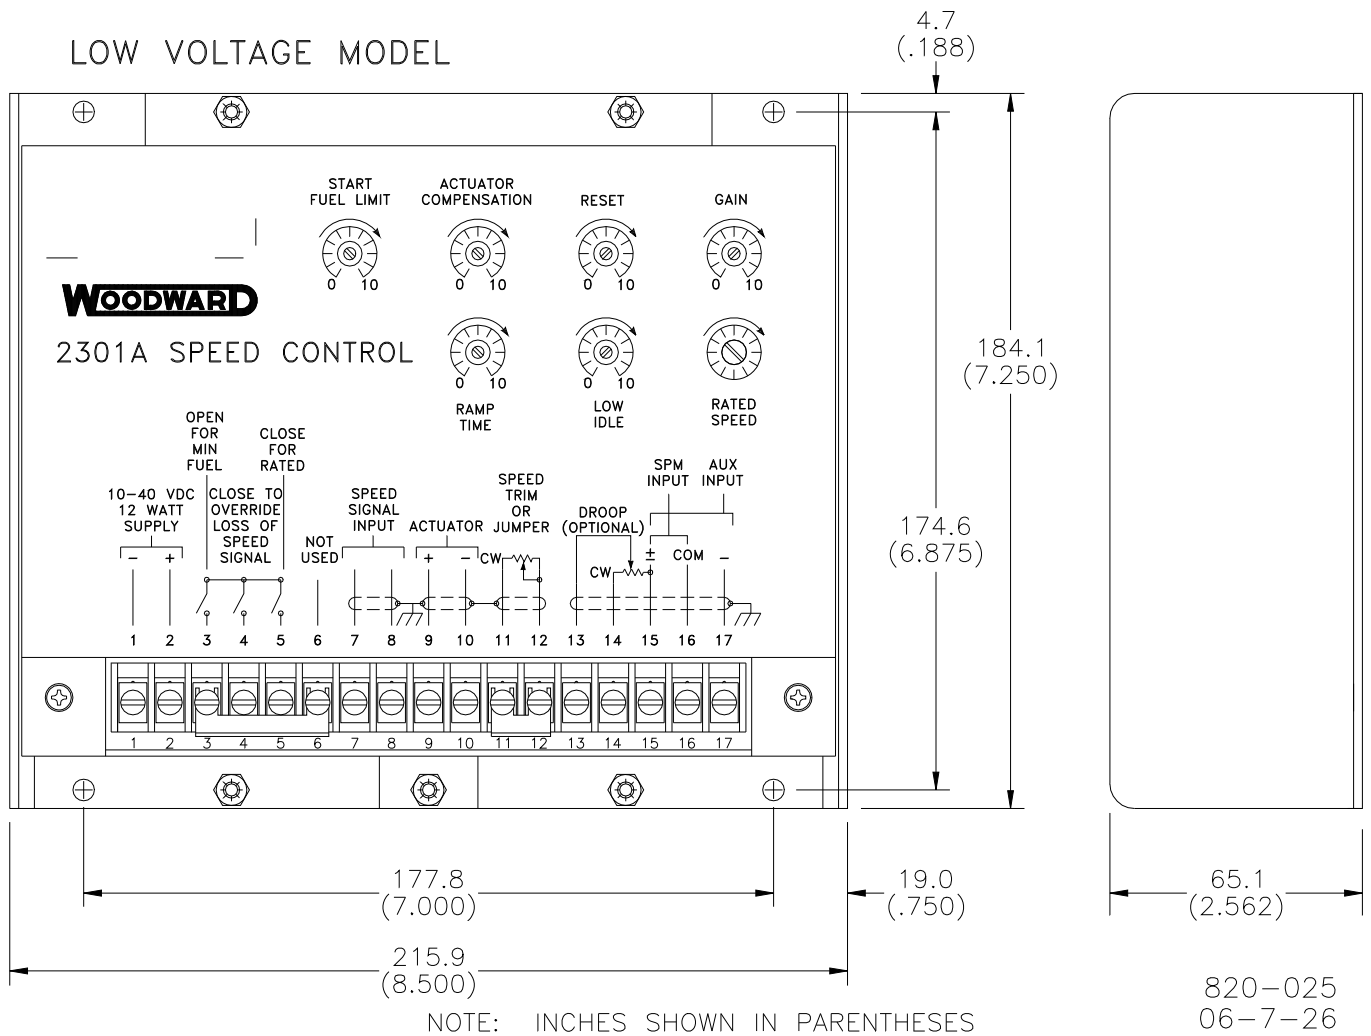 LOW VOLTAGE MODEL
4.7
(.188)
START
FUEL LIMIT
ACTUATOR
COMPENSATION
RESET
GAIN
0 10
0 10
0 10
WOODWARD
2301A SPEED CONTROL
0 10
0 10
0 10
RAMP
TIME
LOW
IDLE
RATED
SPEED
184.1
(7.250)
OPEN
FOR
MIN
FUEL
CLOSE
FOR
RATED
10-40 VDC
12 WATT
SUPPLY
CLOSE TO
OVERRIDE
LOSS OF
SPEED
SIGNAL
NOT
USED
SPEED
SIGNAL
INPUT
ACTUATOR
SPEED
TRIM
OR
JUMPER
DROOP
(OPTIONAL)
SPM
INPUT
AUX
INPUT
174.6
(6.875)
- + + - CW CW ± COM -
1 2 3 4 5 6 7 8 9 10 11 12 13 14 15 16 17
1 2 3 4 5 6 7 8 9 10 11 12 13 14 15 16 17
177.8
(7.000)
19.0
(.750)
65.1
(2.562)
215.9
(8.500)
820-025
06-7-26
NOTE: INCHES SHOWN IN PARENTHESES